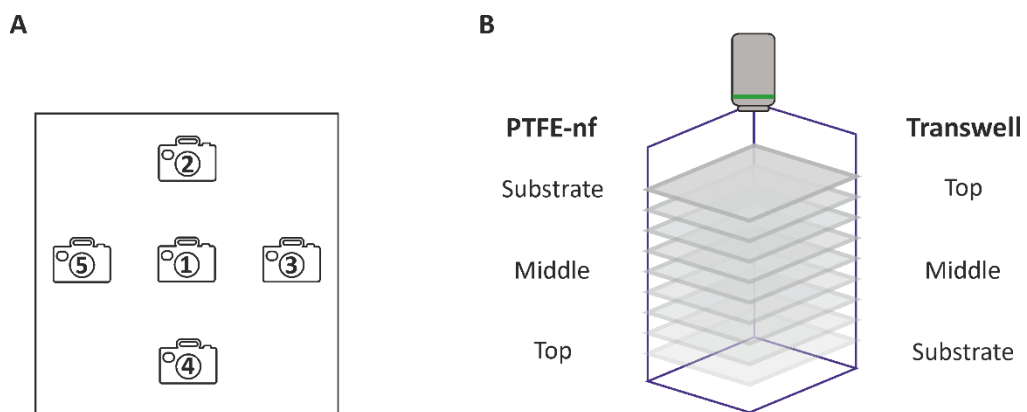 A
2
5
1
3
4
B
PTFE-nf
Transwell
Substrate
Top
Middle
Middle
Top
Substrate